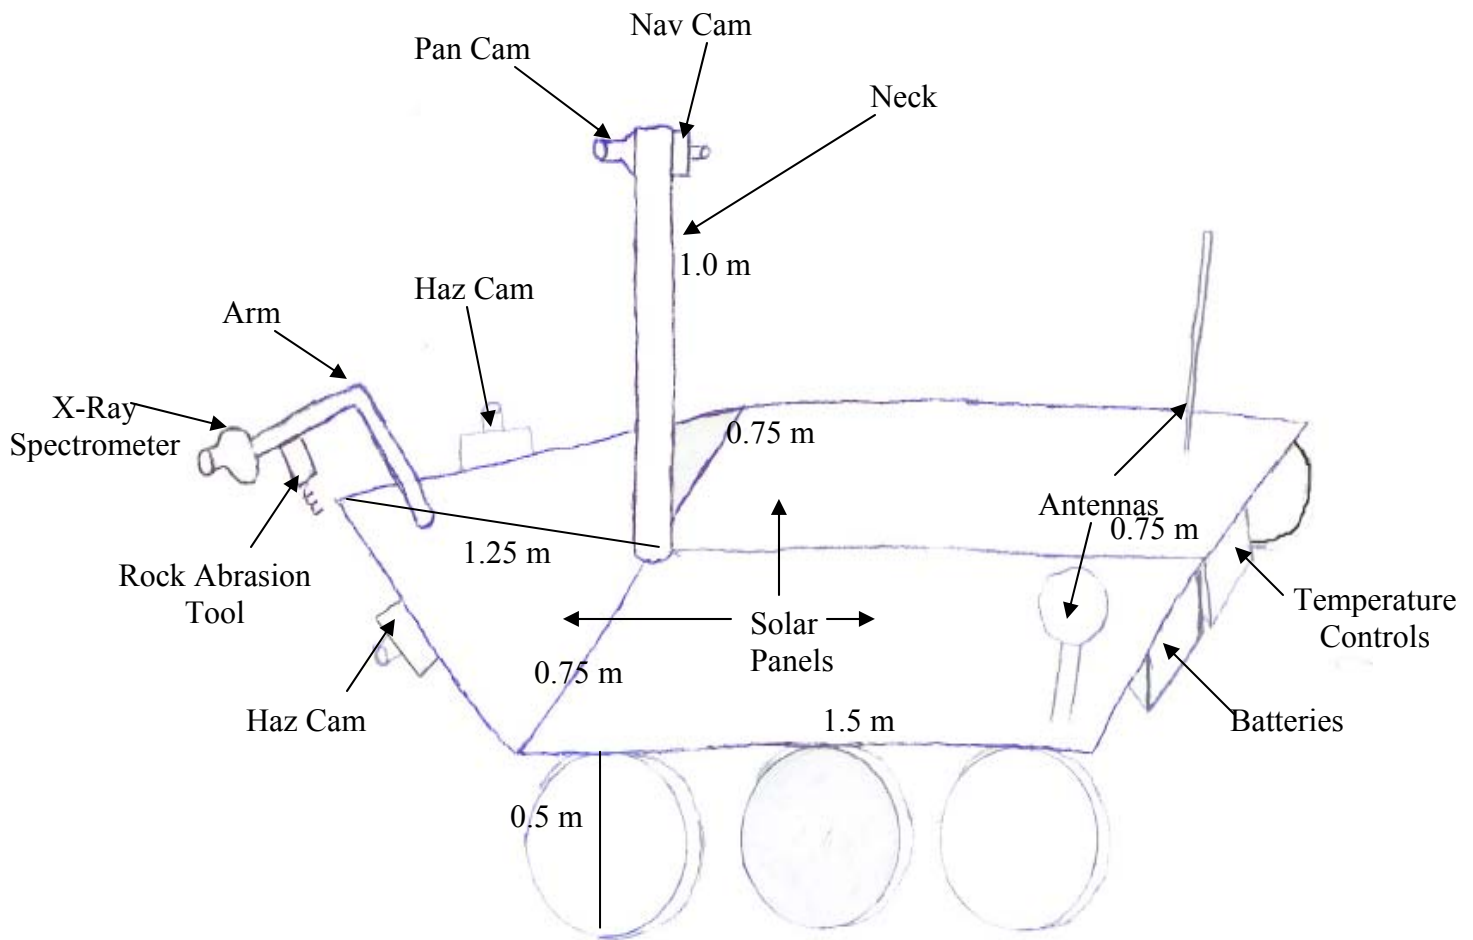 Nav Cam
Pan Cam
Neck
1.0 m
Haz Cam
Arm
X-Ray
Spectrometer
0.75 m
Antennas
0.75 m
1.25 m
Rock Abrasion
Tool
Temperature
Controls
Solar
Panels
0.75 m
Haz Cam
1.5 m
Batteries
0.5 m